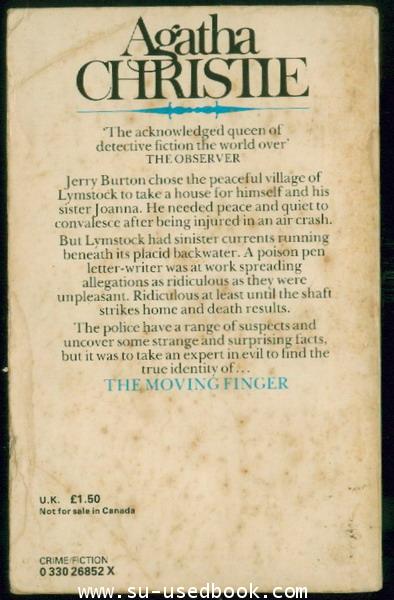 Agatha
CHRISTIE
'The acknowledged queen of
detective fiction the world over'
THE OBSERVER
Jerry Burton chose the peaceful village of
Lymstock to take a house for himself and his
sister Joanna. He needed peace and quiet to
convalesce after being injured in an air crash.
But Lymstock had sinister currents running
beneath its placid backwater. A poison pen
letter-writer was at work spreading
allegations as ridiculous as they were
unpleasant. Ridiculous at least until the shaft
strikes home and death results.
The police have a range of suspects and
uncover some strange and surprising facts,
but it was to take an expert in evil to find the
true identity of...
THE MOVING FINGER
U.K. £1.50
Not for sale in Canada
CRIME/FICTION
0 330 26852 X
www.su-usedbook.com